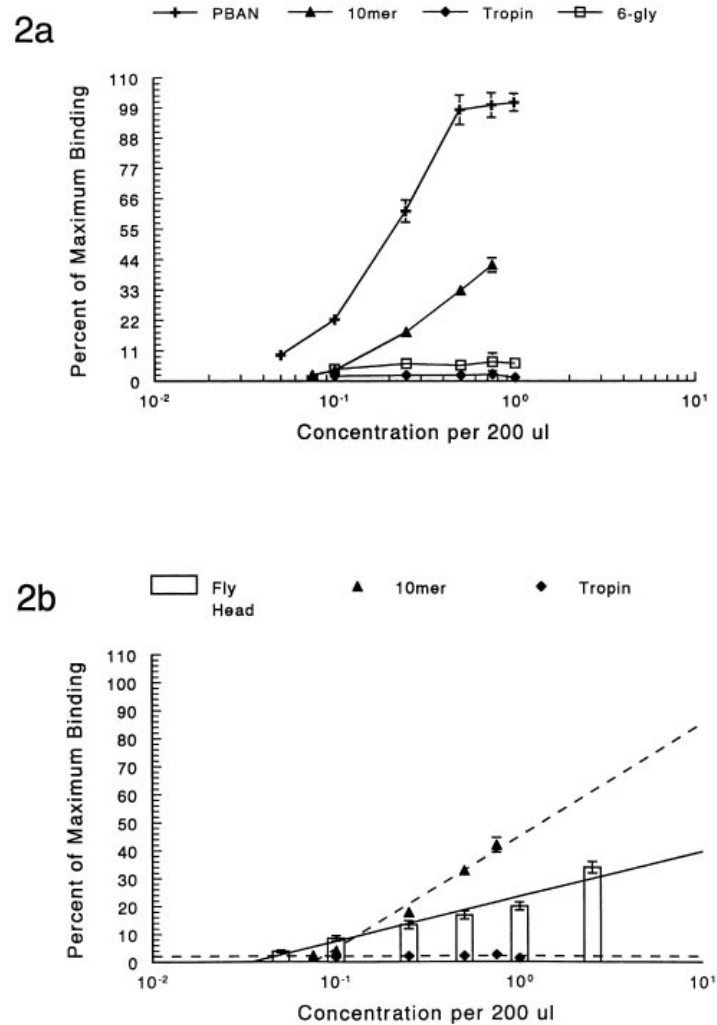 2a
PBAN 10mer Tropin 6-gly
Percent of Maximum Binding
110
99
88
77
66
55
44
33
22
11
0
10-2 10-1 100 101
Concentration per 200 ul
2b
Fly Head 10mer Tropin
Percent of Maximum Binding
110
100
90
80
70
60
50
40
30
20
10
0
10-2 10-1 100 101
Concentration per 200 ul